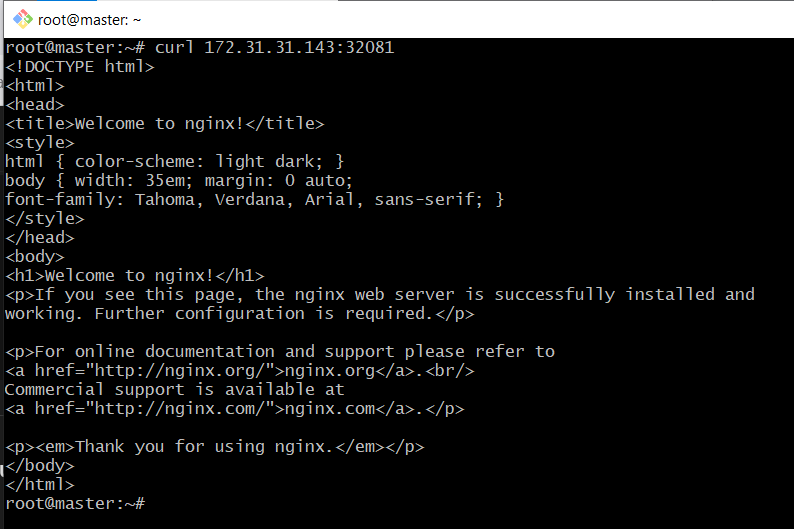 root@master: ~
root@master:~# curl 172.31.31.143:32081
<!DOCTYPE html>
<html>
<head>
<title>Welcome to nginx!</title>
<style>
html { color-scheme: light dark; }
body { width: 35em; margin: 0 auto;
font-family: Tahoma, Verdana, Arial, sans-serif; }
</style>
</head>
<body>
<h1>Welcome to nginx!</h1>
<p>If you see this page, the nginx web server is successfully installed and
working. Further configuration is required.</p>

<p>For online documentation and support please refer to
<a href="http://nginx.org/">nginx.org</a>.<br/>
Commercial support is available at
<a href="http://nginx.com/">nginx.com</a>.</p>

<p><em>Thank you for using nginx.</em></p>
</body>
</html>
root@master:~#